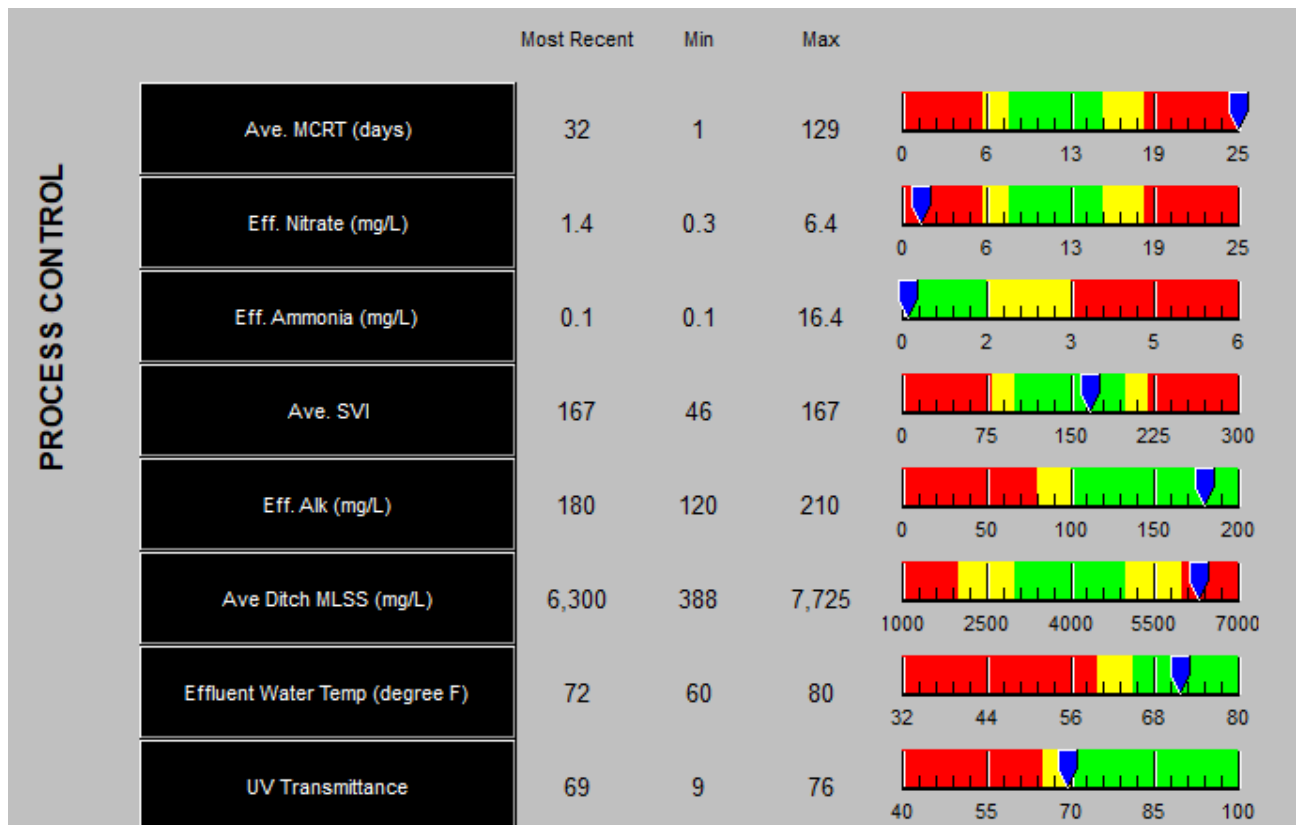 Most Recent Min Max
PROCESS CONTROL
Ave. MCRT (days) 32 1 129
0 6 13 19 25
Eff. Nitrate (mg/L) 1.4 0.3 6.4
0 6 13 19 25
Eff. Ammonia (mg/L) 0.1 0.1 16.4
0 2 3 5 6
Ave. SVI 167 46 167
0 75 150 225 300
Eff. Alk (mg/L) 180 120 210
0 50 100 150 200
Ave Ditch MLSS (mg/L) 6,300 388 7,725
1000 2500 4000 5500 7000
Effluent Water Temp (degree F) 72 60 80
32 44 56 68 80
UV Transmittance 69 9 76
40 55 70 85 100